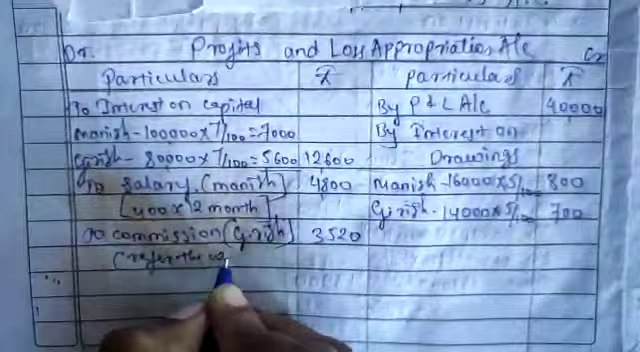 Dr. Profits and Loss Appropriation A/c Cr
Particulars ₹ Particulars ₹
To Interest on capital By P & L A/c 40000
Manish - 100000 x 7/100 = 7000 By Interest on
Girish - 80000 x 7/100 = 5600 12600 Drawings
To Salary (Manish) 4800 Manish - 16000 x 5/100 800
[400 x 12 month] Girish - 14000 x 5/100 700
To commission (Girish) 3520
(refer the